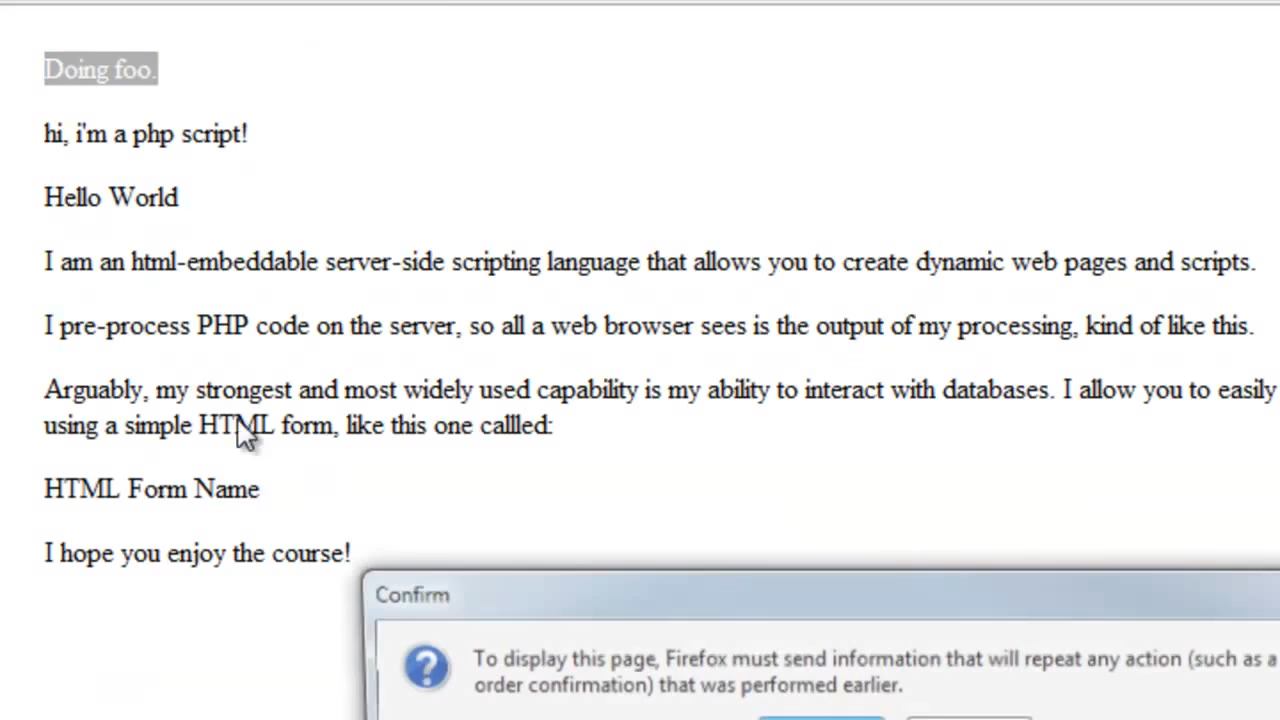 Doing foo.
hi, i'm a php script!
Hello World
I am an html-embeddable server-side scripting language that allows you to create dynamic web pages and scripts.
I pre-process PHP code on the server, so all a web browser sees is the output of my processing, kind of like this.
Arguably, my strongest and most widely used capability is my ability to interact with databases. I allow you to easily
using a simple HTML form, like this one callled:
HTML Form Name
I hope you enjoy the course!
Confirm
To display this page, Firefox must send information that will repeat any action (such as a
order confirmation) that was performed earlier.